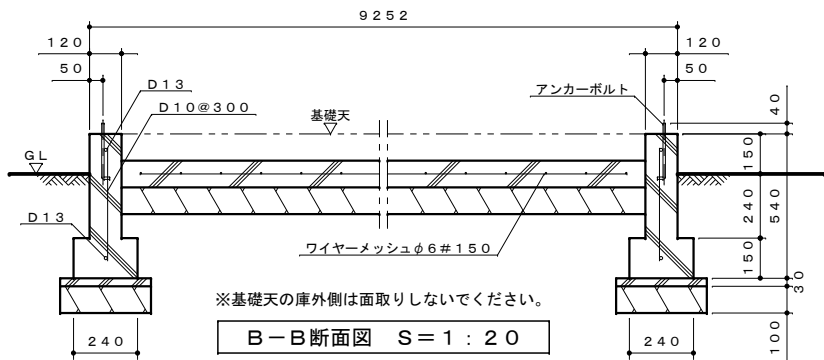 9252
120
120
50
50
D13
D10@300
基礎天
アンカーボルト
40
GL
150
240
540
150
30
100
D13
ワイヤーメッシュφ6#150
※基礎天の庫外側は面取りしないでください。
B-B断面図 S=1:20
240
240